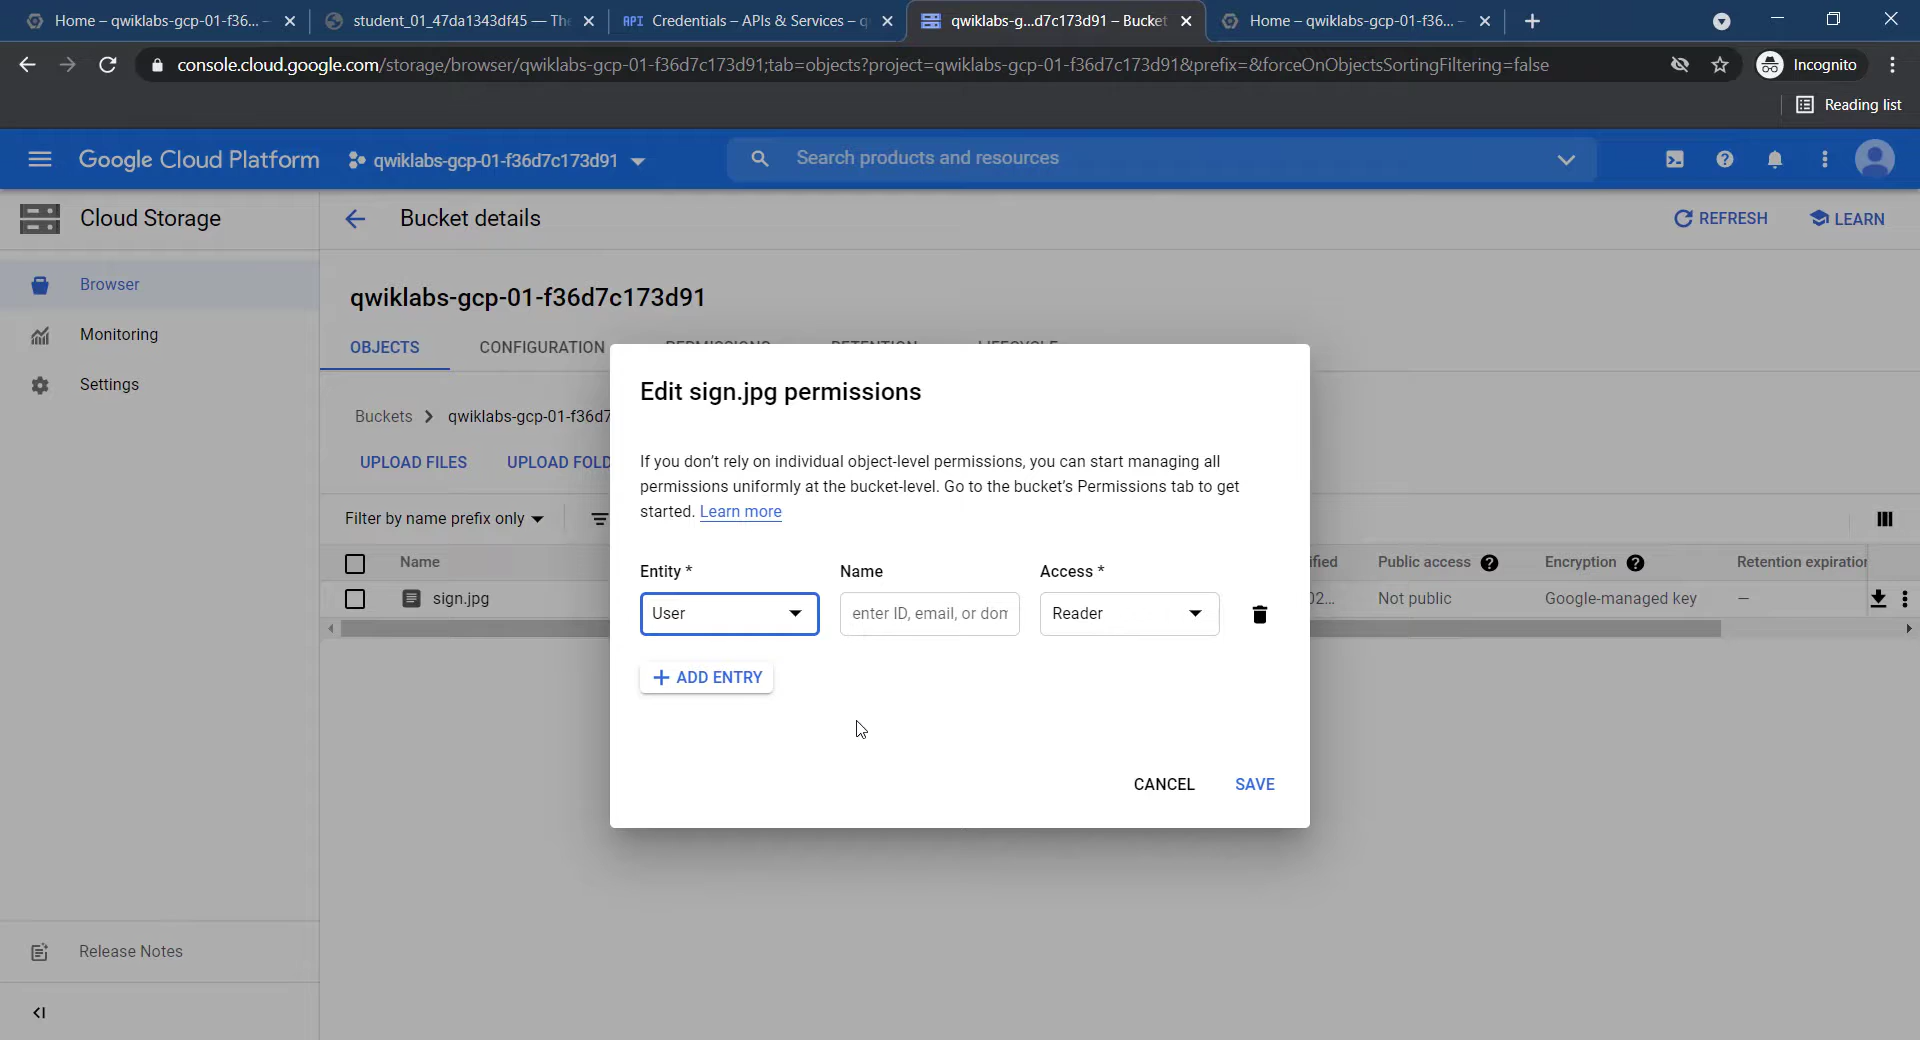 Home – qwiklabs-gcp-01-f36...
student_01_47da1343df45 — Th
API Credentials – APIs & Services – q
qwiklabs-g...d7c173d91 – Bucket
Home – qwiklabs-gcp-01-f36...
console.cloud.google.com/storage/browser/qwiklabs-gcp-01-f36d7c173d91;tab=objects?project=qwiklabs-gcp-01-f36d7c173d91&prefix=&forceOnObjectsSortingFiltering=false
Incognito
Reading list
Google Cloud Platform
qwiklabs-gcp-01-f36d7c173d91
Search products and resources
Cloud Storage
Bucket details
REFRESH
LEARN
Browser
Monitoring
Settings
qwiklabs-gcp-01-f36d7c173d91
OBJECTS
CONFIGURATION
PERMISSIONS
RETENTION
LIFECYCLE
Buckets > qwiklabs-gcp-01-f36d7
UPLOAD FILES
UPLOAD FOLD
Filter by name prefix only
Name
ified
Public access
Encryption
Retention expiration
sign.jpg
02...
Not public
Google-managed key
–
Edit sign.jpg permissions
If you don't rely on individual object-level permissions, you can start managing all
permissions uniformly at the bucket-level. Go to the bucket's Permissions tab to get
started. Learn more
Entity *
Name
Access *
User
enter ID, email, or dom
Reader
+ ADD ENTRY
CANCEL
SAVE
Release Notes